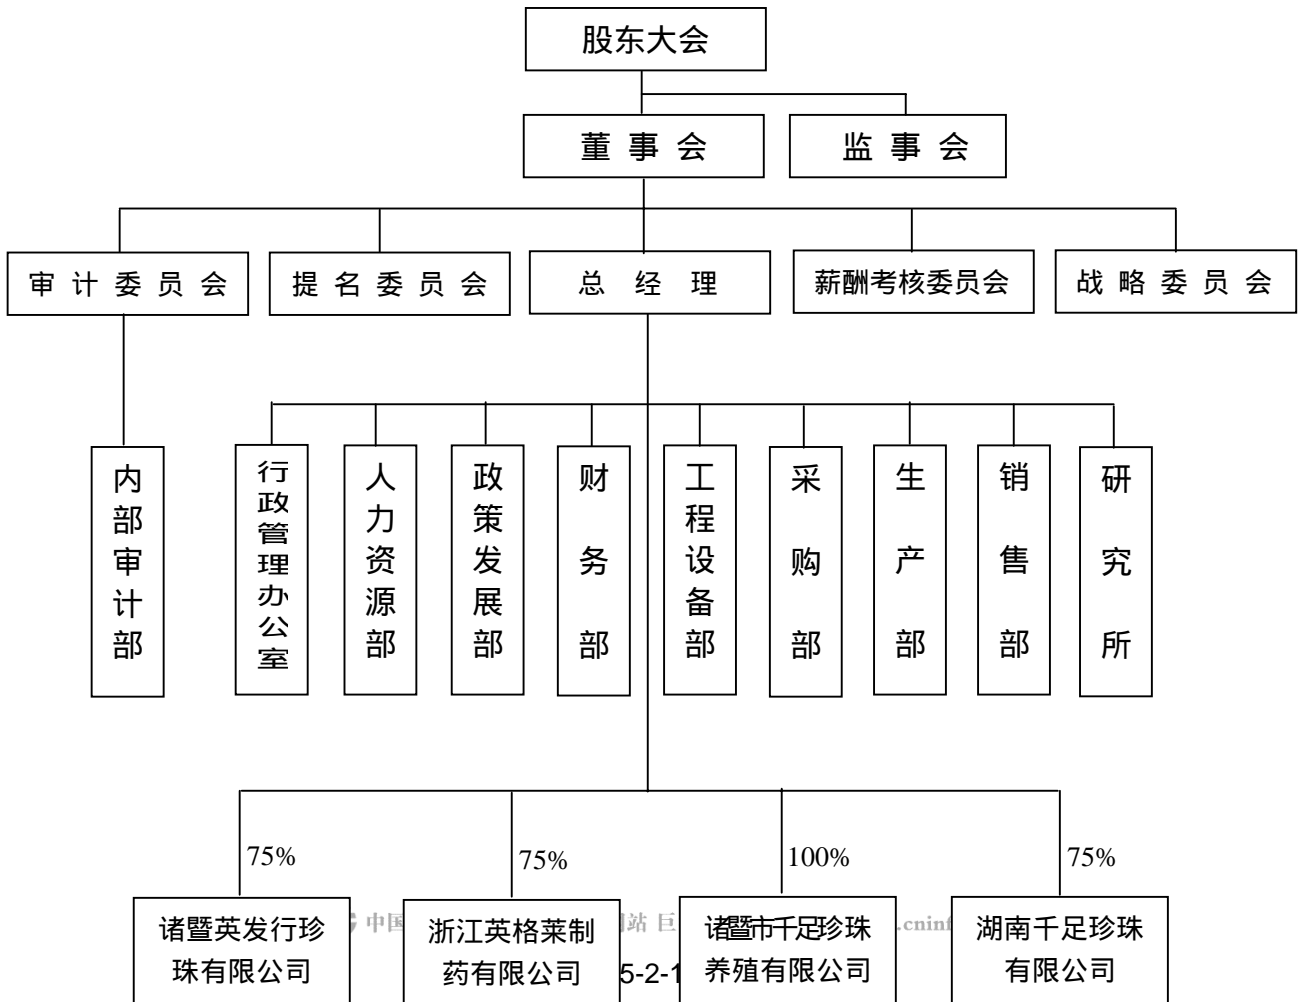 股东大会
董 事 会
监 事 会
审 计 委 员 会
提 名 委 员 会
总 经 理
薪酬考核委员会
战 略 委 员 会
内部审计部
行政管理办公室
人力资源部
政策发展部
财务部
工程设备部
采购部
生产部
销售部
研究所
75%
75%
100%
75%
诸暨英发行珍
珠有限公司
浙江英格莱制
药有限公司
诸暨市千足珍珠
养殖有限公司
湖南千足珍珠
有限公司
中国
站 巨
.cninf
5-2-1